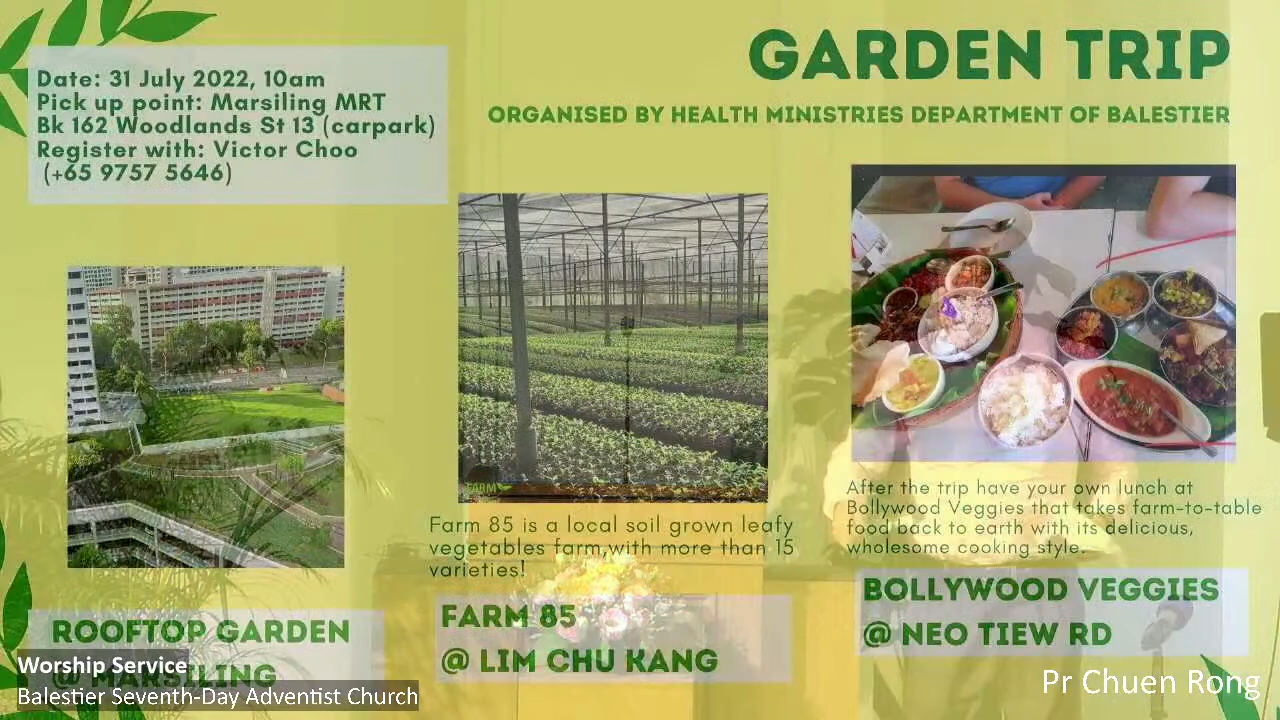 GARDEN TRIP
ORGANISED BY HEALTH MINISTRIES DEPARTMENT OF BALESTIER
Date: 31 July 2022, 10am
Pick up point: Marsiling MRT
Bk 162 Woodlands St 13 (carpark)
Register with: Victor Choo
(+65 9757 5646)
FARM
Farm 85 is a local soil grown leafy
vegetables farm,with more than 15
varieties!
After the trip have your own lunch at
Bollywood Veggies that takes farm-to-table
food back to earth with its delicious,
wholesome cooking style.
ROOFTOP GARDEN
@ MARSILING
FARM 85
@ LIM CHU KANG
BOLLYWOOD VEGGIES
@ NEO TIEW RD
Worship Service
Balestier Seventh-Day Adventist Church
Pr Chuen Rong